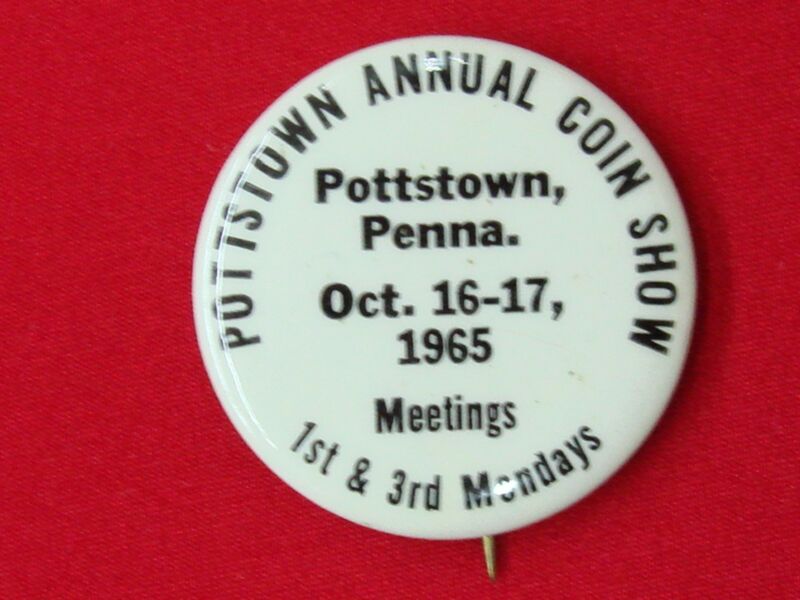 POTTSTOWN ANNUAL COIN SHOW
Pottstown,
Penna.
Oct. 16-17,
1965
Meetings
1st & 3rd Mondays